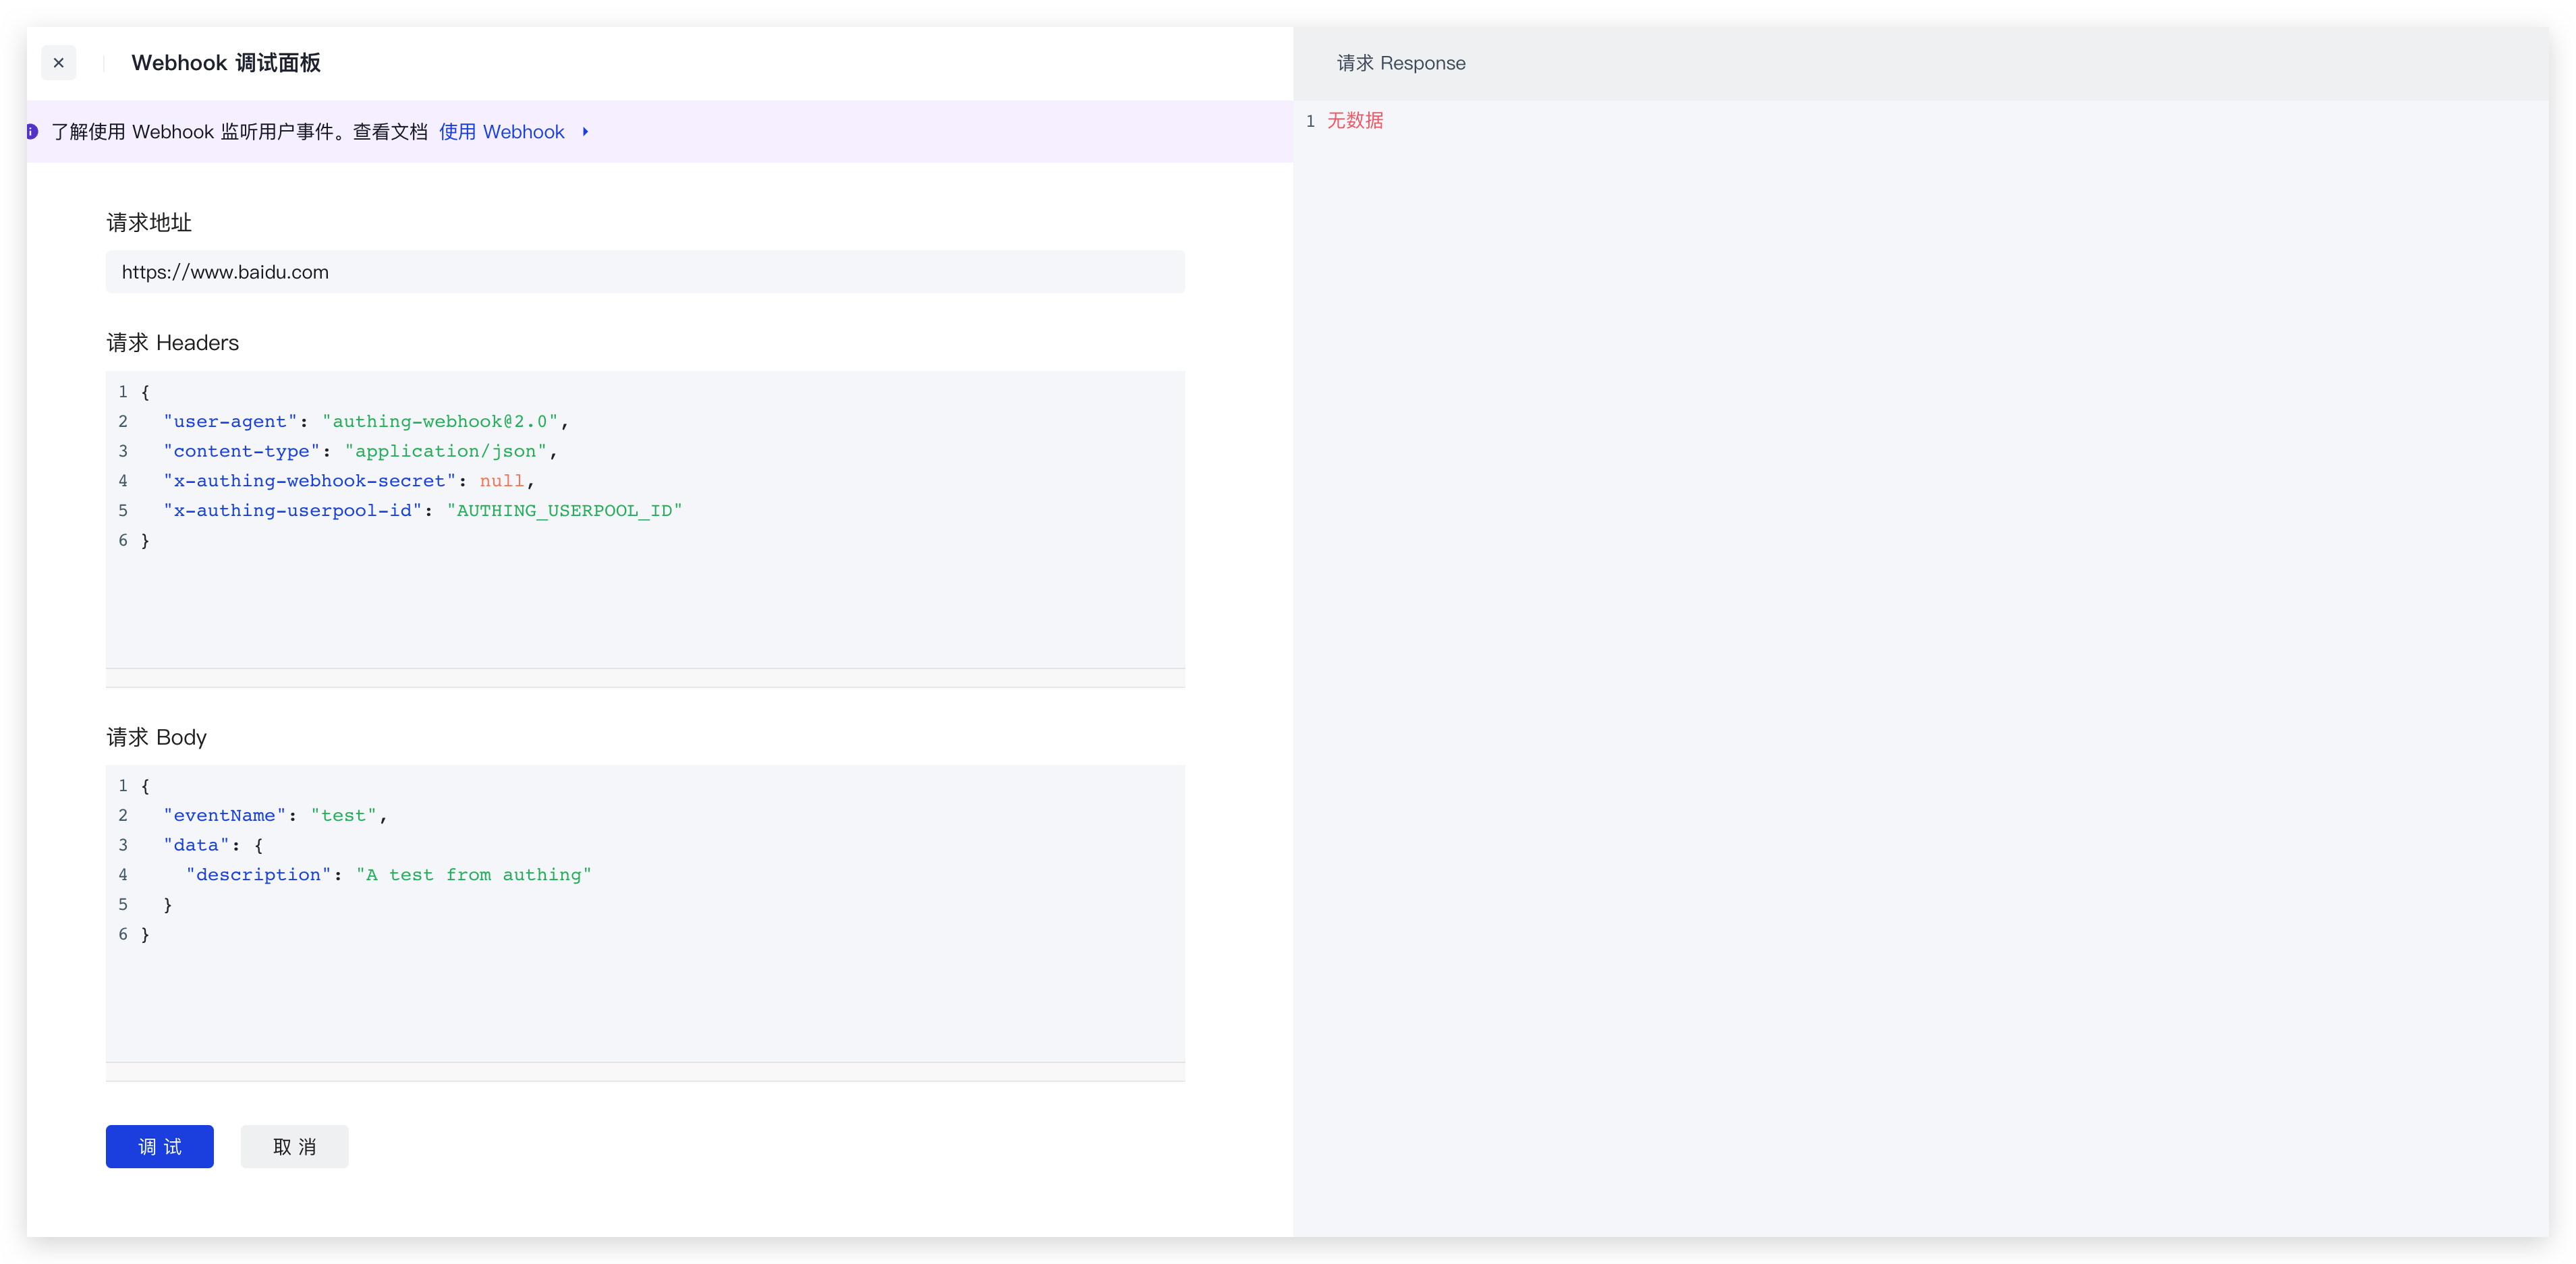 Webhook 调试面板
了解使用 Webhook 监听用户事件。查看文档 使用 Webhook
请求地址
https://www.baidu.com
请求 Headers
1 {
2   "user-agent": "authing-webhook@2.0",
3   "content-type": "application/json",
4   "x-authing-webhook-secret": null,
5   "x-authing-userpool-id": "AUTHING_USERPOOL_ID"
6 }
请求 Body
1 {
2   "eventName": "test",
3   "data": {
4     "description": "A test from authing"
5   }
6 }
调 试 取 消
请求 Response
1 无数据